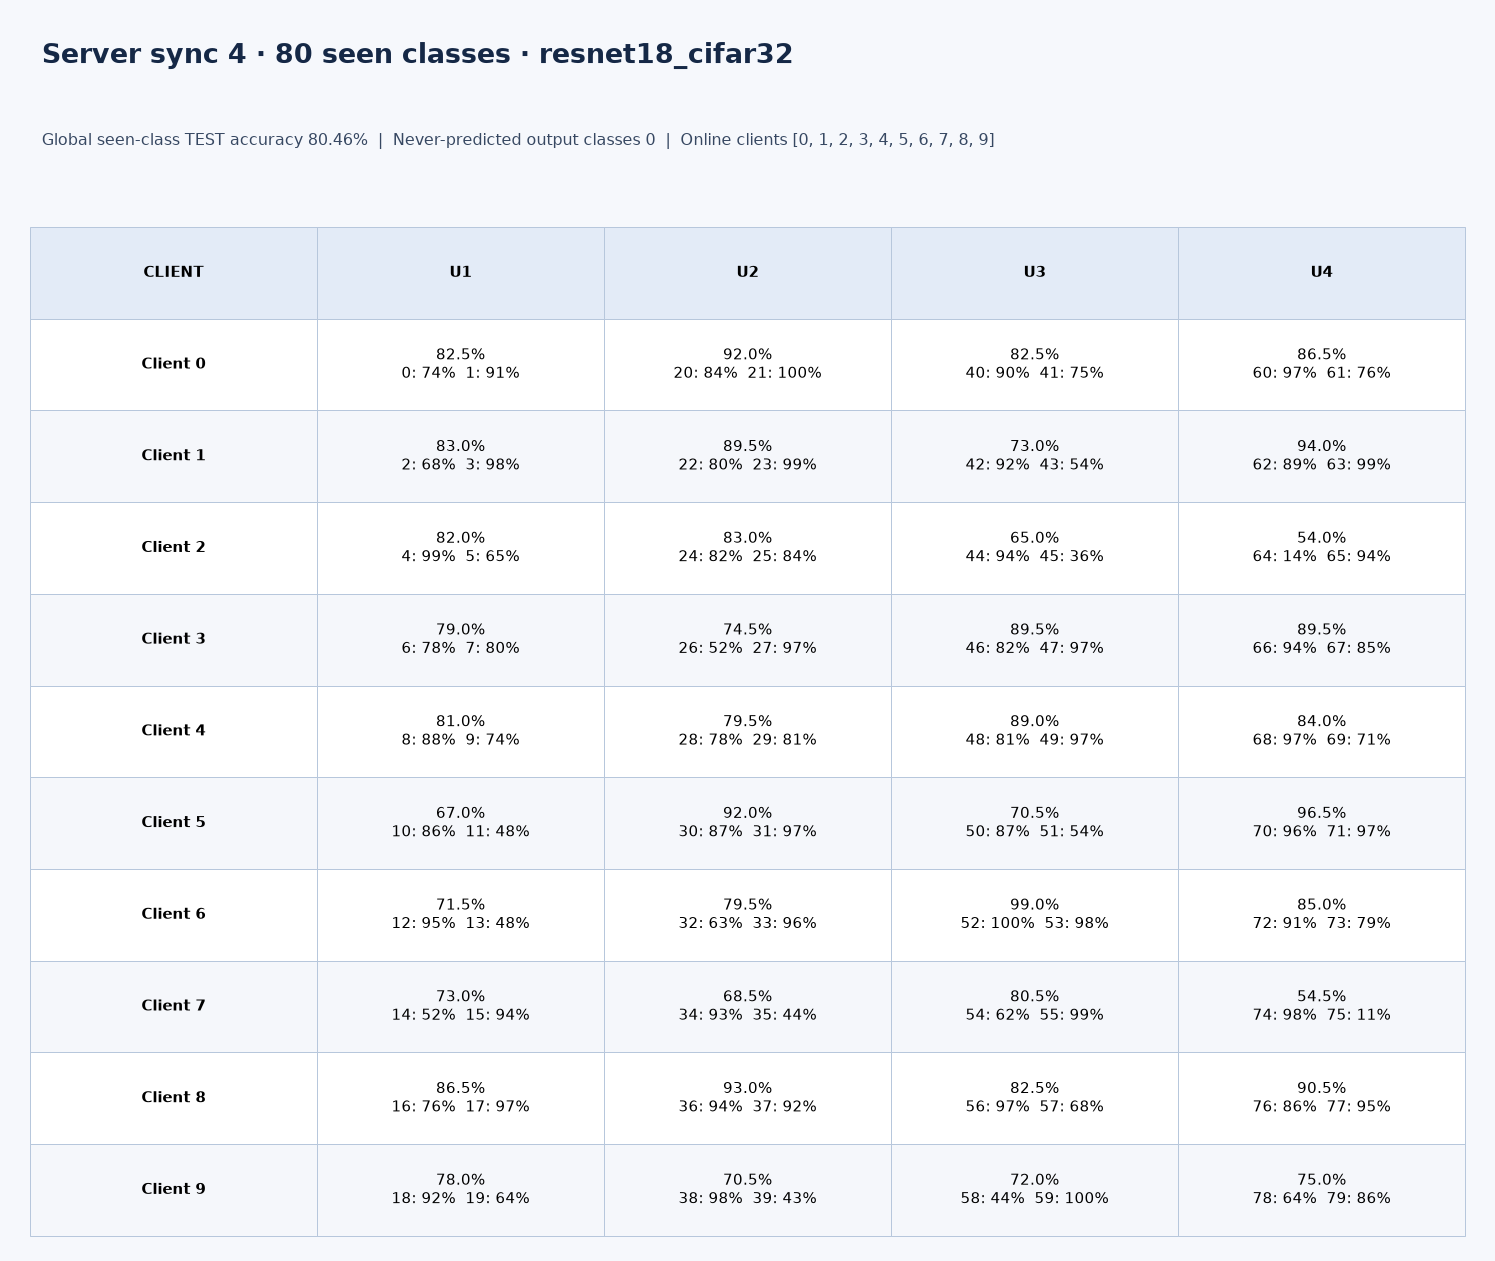 Server sync 4 · 80 seen classes · resnet18_cifar32
Global seen-class TEST accuracy 80.46% | Never-predicted output classes 0 | Online clients [0, 1, 2, 3, 4, 5, 6, 7, 8, 9]
CLIENT U1 U2 U3 U4
Client 0
82.5%
0: 74% 1: 91%
92.0%
20: 84% 21: 100%
82.5%
40: 90% 41: 75%
86.5%
60: 97% 61: 76%
Client 1
83.0%
2: 68% 3: 98%
89.5%
22: 80% 23: 99%
73.0%
42: 92% 43: 54%
94.0%
62: 89% 63: 99%
Client 2
82.0%
4: 99% 5: 65%
83.0%
24: 82% 25: 84%
65.0%
44: 94% 45: 36%
54.0%
64: 14% 65: 94%
Client 3
79.0%
6: 78% 7: 80%
74.5%
26: 52% 27: 97%
89.5%
46: 82% 47: 97%
89.5%
66: 94% 67: 85%
Client 4
81.0%
8: 88% 9: 74%
79.5%
28: 78% 29: 81%
89.0%
48: 81% 49: 97%
84.0%
68: 97% 69: 71%
Client 5
67.0%
10: 86% 11: 48%
92.0%
30: 87% 31: 97%
70.5%
50: 87% 51: 54%
96.5%
70: 96% 71: 97%
Client 6
71.5%
12: 95% 13: 48%
79.5%
32: 63% 33: 96%
99.0%
52: 100% 53: 98%
85.0%
72: 91% 73: 79%
Client 7
73.0%
14: 52% 15: 94%
68.5%
34: 93% 35: 44%
80.5%
54: 62% 55: 99%
54.5%
74: 98% 75: 11%
Client 8
86.5%
16: 76% 17: 97%
93.0%
36: 94% 37: 92%
82.5%
56: 97% 57: 68%
90.5%
76: 86% 77: 95%
Client 9
78.0%
18: 92% 19: 64%
70.5%
38: 98% 39: 43%
72.0%
58: 44% 59: 100%
75.0%
78: 64% 79: 86%